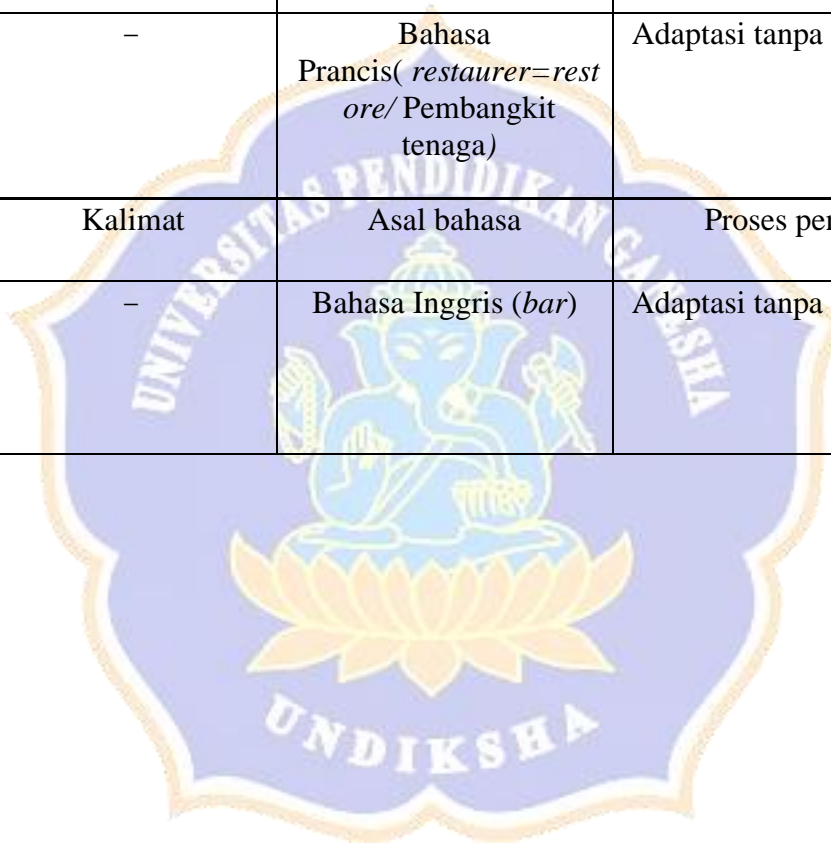 – Bahasa Adaptasi tanpa
Prancis( restaurer=rest
ore/ Pembangkit
tenaga)
Kalimat Asal bahasa Proses
– Bahasa Inggris (bar) Adaptasi tanpa
UNIVERSITAS PENDIDIKAN GANESHA
UNDIKSHA